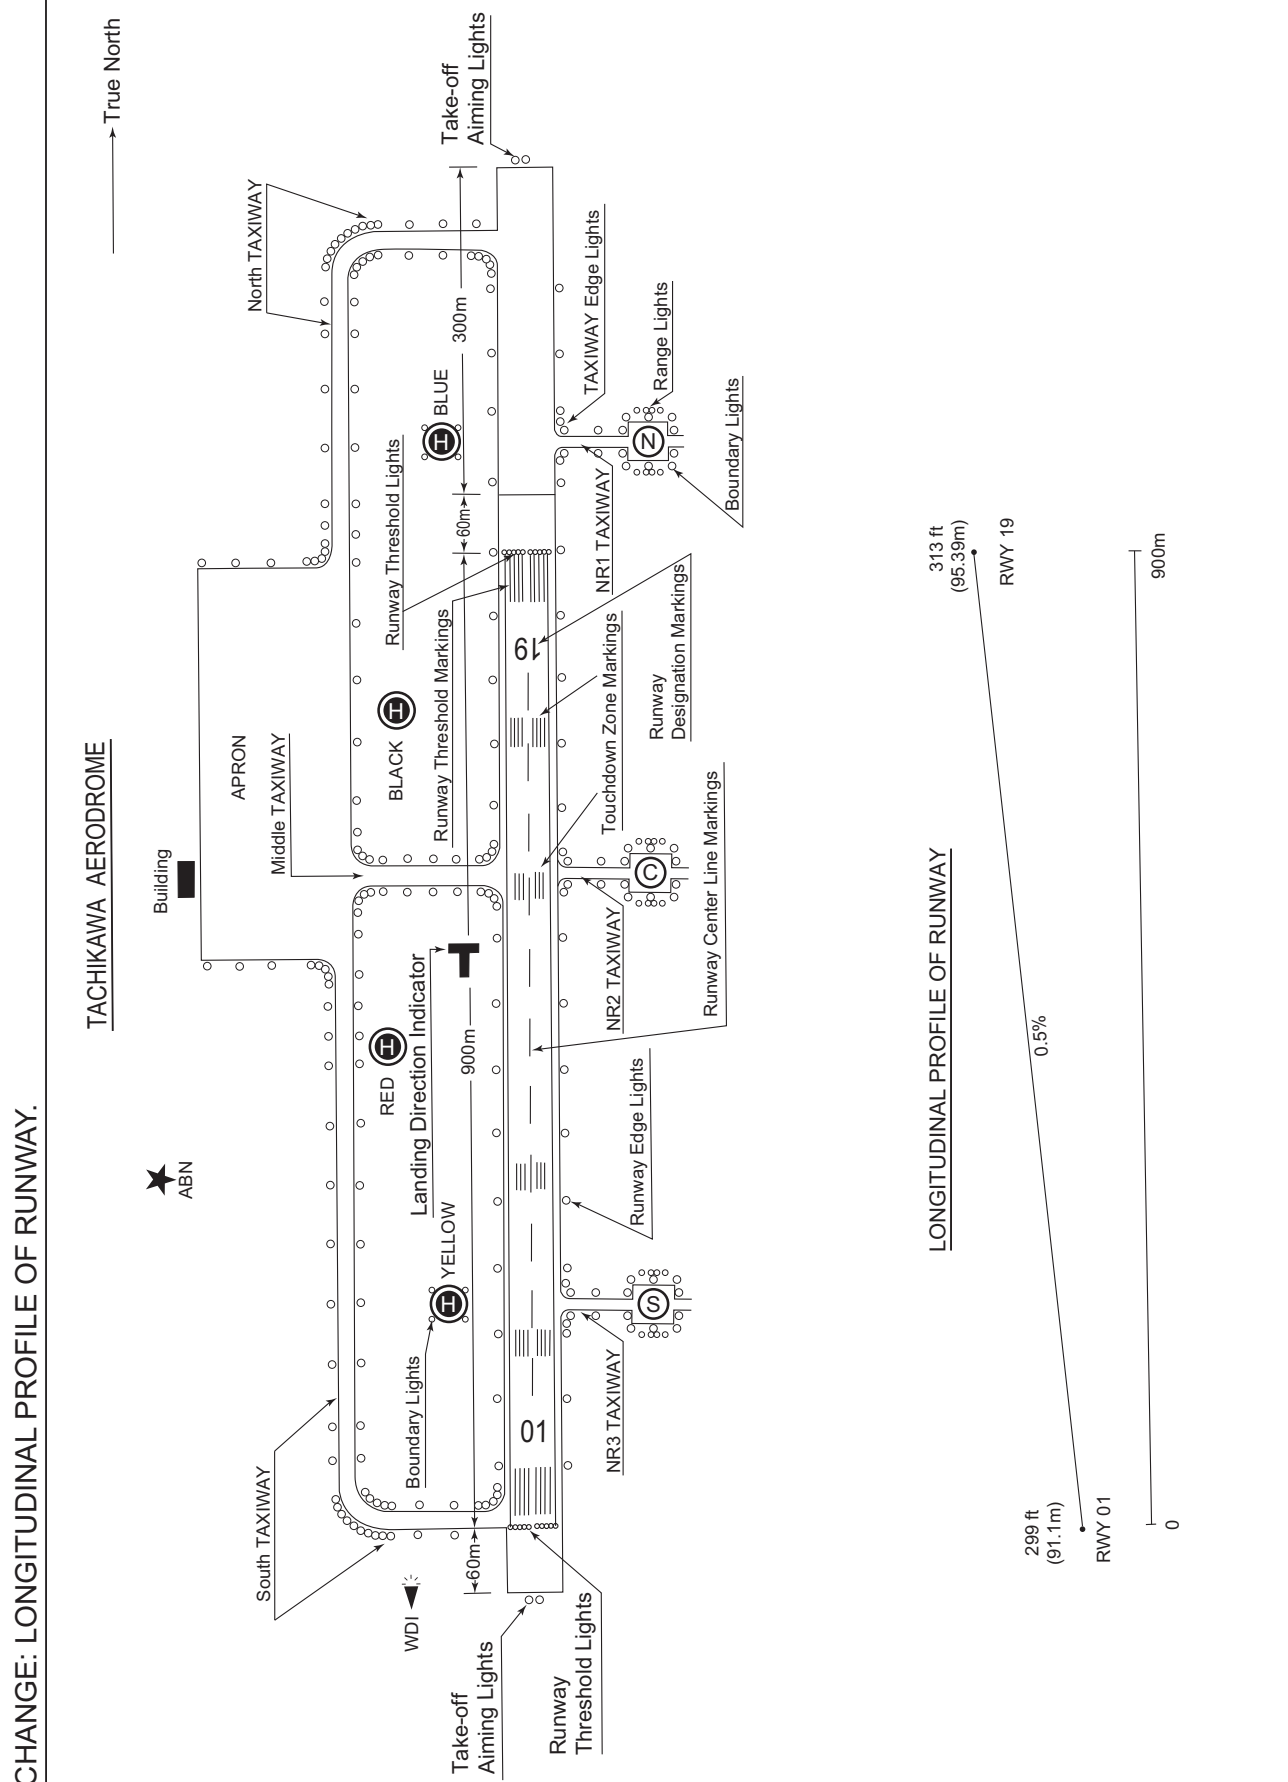 CHANGE: LONGITUDINAL PROFILE OF RUNWAY.
TACHIKAWA AERODROME
True North
Building
ABN
APRON
North TAXIWAY
Middle TAXIWAY
South TAXIWAY
Take-off
Aiming Lights
BLUE
H
BLACK
H
RED
H
YELLOW
H
300m
60m
900m
60m
Runway Threshold Lights
Runway Threshold Markings
Landing Direction Indicator
Boundary Lights
WDI
Take-off
Aiming Lights
Runway
Threshold Lights
01
19
TAXIWAY Edge Lights
Range Lights
Boundary Lights
N
C
S
NR1 TAXIWAY
NR2 TAXIWAY
NR3 TAXIWAY
Touchdown Zone Markings
Runway
Designation Markings
Runway Center Line Markings
Runway Edge Lights
LONGITUDINAL PROFILE OF RUNWAY
299 ft
(91.1m)
RWY 01
0.5%
313 ft
(95.39m)
RWY 19
0
900m